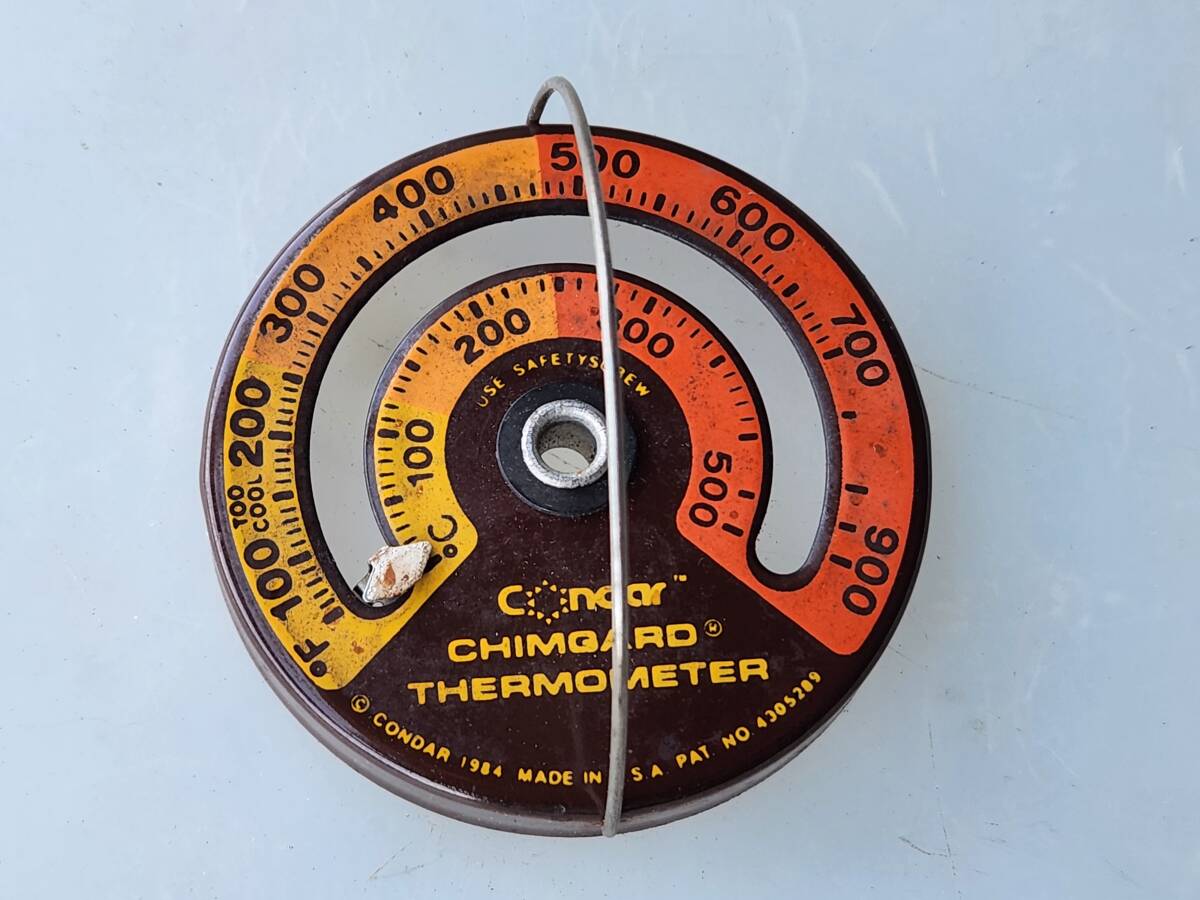 °F 100 200 300 400 500 600 700 900
TOO
COOL
°C 100 200 300 500
USE SAFETY SCREW
Condar™
CHIMGARD®
THERMOMETER
© CONDAR 1984 MADE IN U.S.A. PAT. NO. 4305289